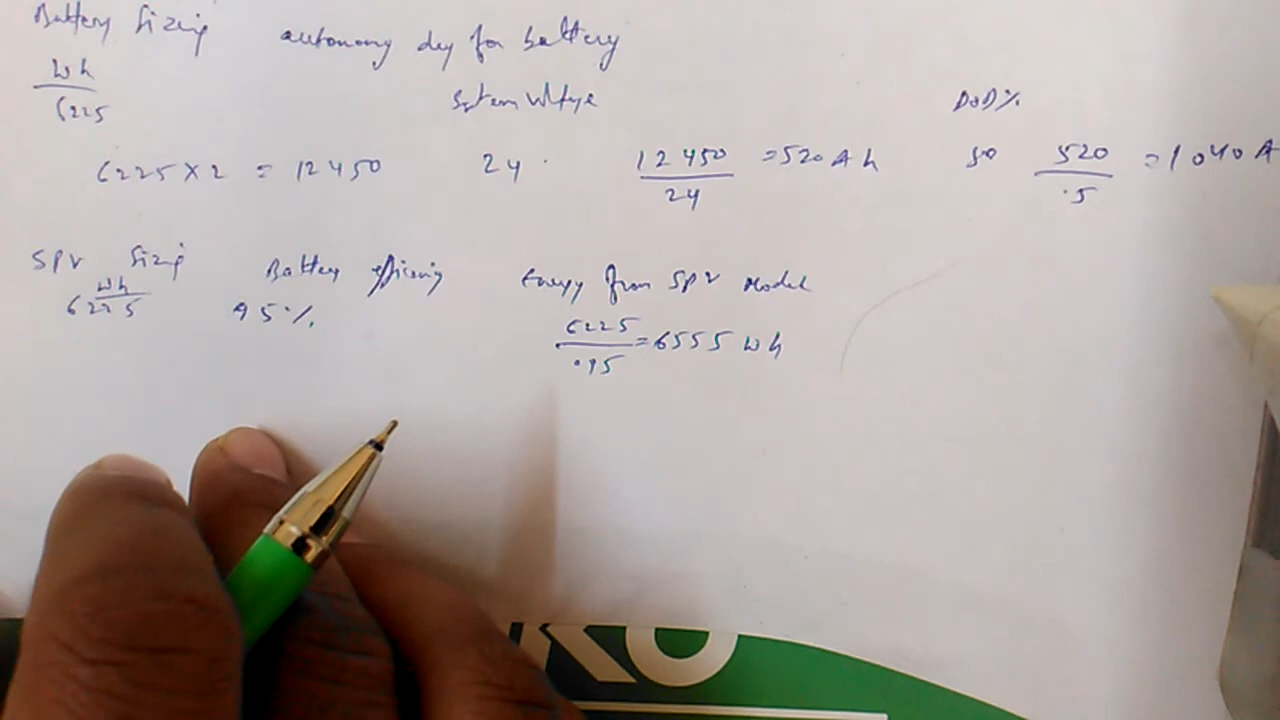 Battery Sizing autonomy day for battery
Wh
6225
System Voltage DOD%
6225 X 2 = 12450 24 12450 = 520 Ah 50 520 = 1040 A
24 .5
SPV Sizing Battery efficiency Energy from SPV Model
Wh
6225 95% 6225 = 6555 Wh
.95
KO